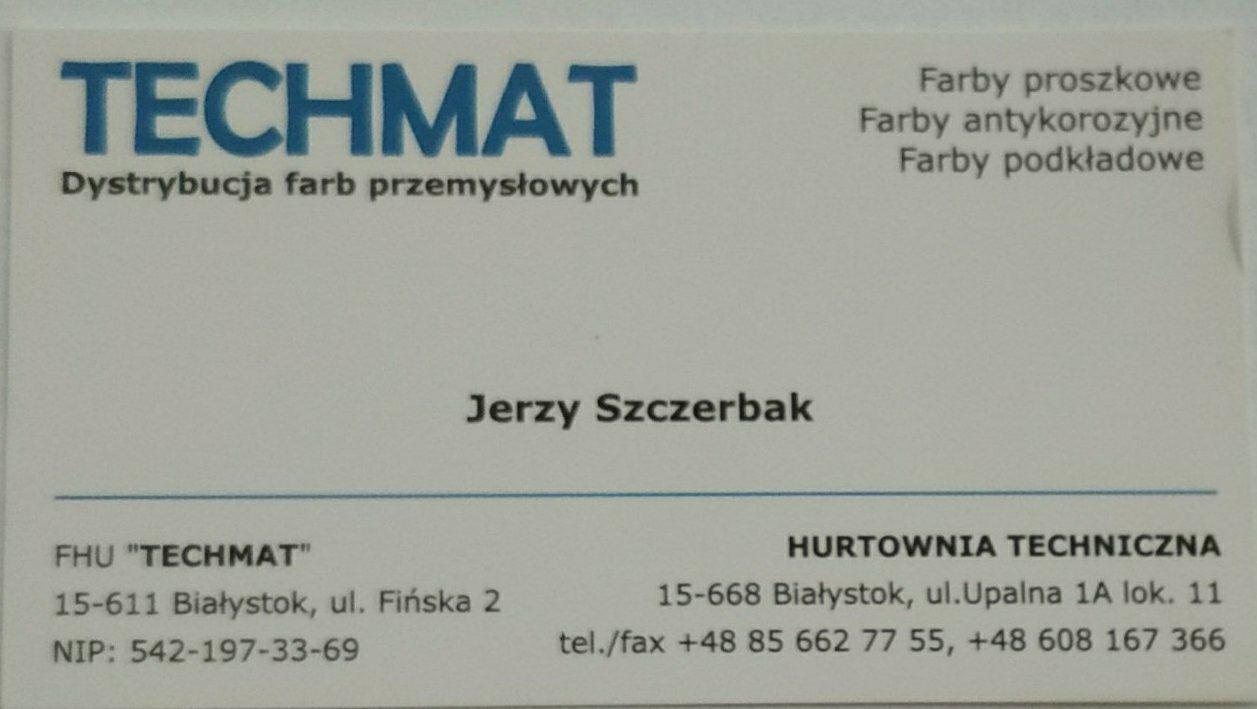 TECHMAT
Dystrybucja farb przemysłowych
Farby proszkowe
Farby antykorozyjne
Farby podkładowe
Jerzy Szczerbak
FHU "TECHMAT"
15-611 Białystok, ul. Fińska 2
NIP: 542-197-33-69
HURTOWNIA TECHNICZNA
15-668 Białystok, ul.Upalna 1A lok. 11
tel./fax +48 85 662 77 55, +48 608 167 366